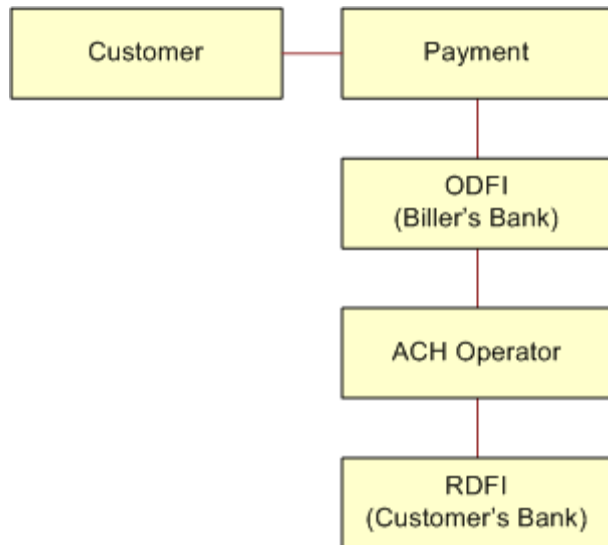 Customer
Payment
ODFI
(Biller's Bank)
ACH Operator
RDFI
(Customer's Bank)